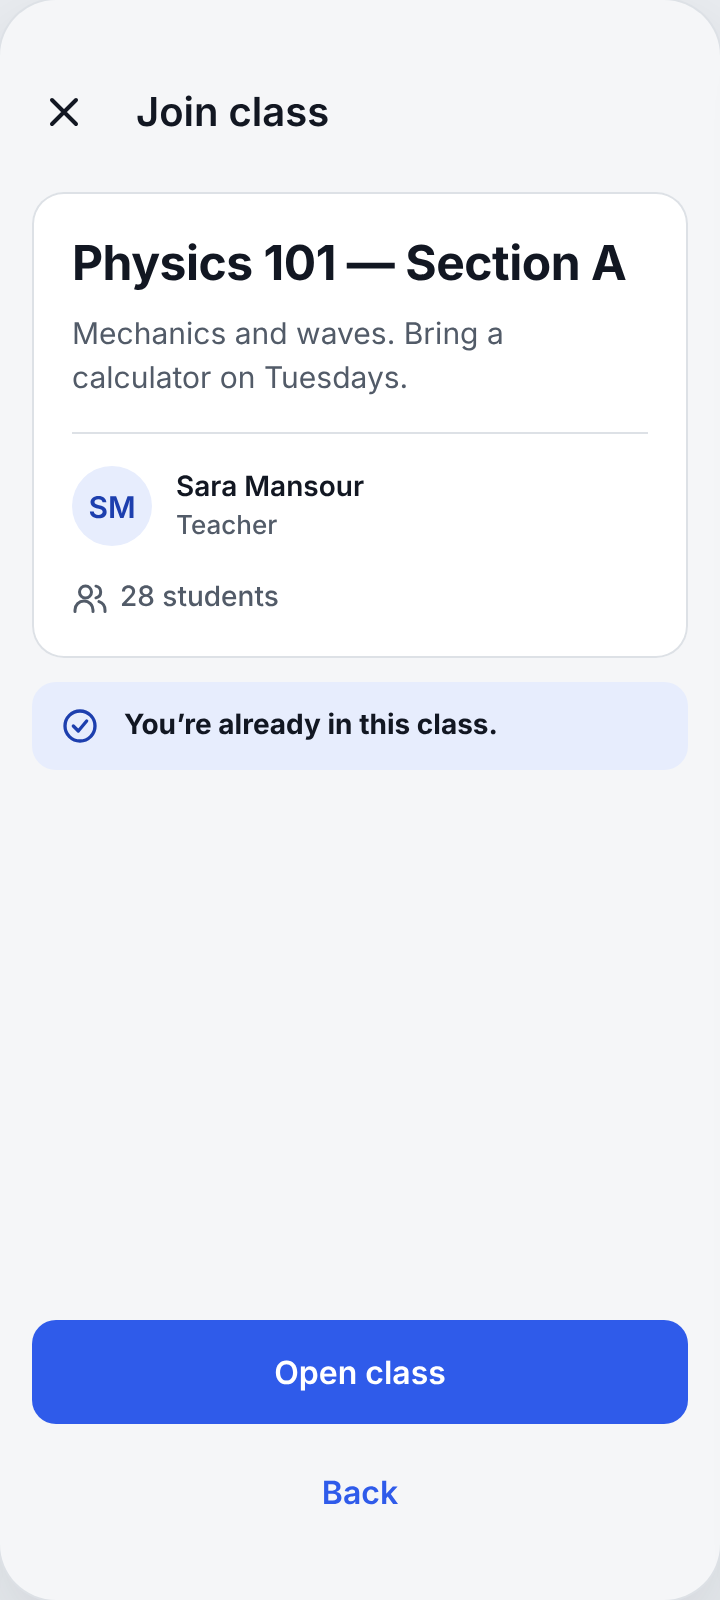 Join class
Physics 101 — Section A
Mechanics and waves. Bring a
calculator on Tuesdays.
SM
Sara Mansour
Teacher
28 students
You’re already in this class.
Open class
Back